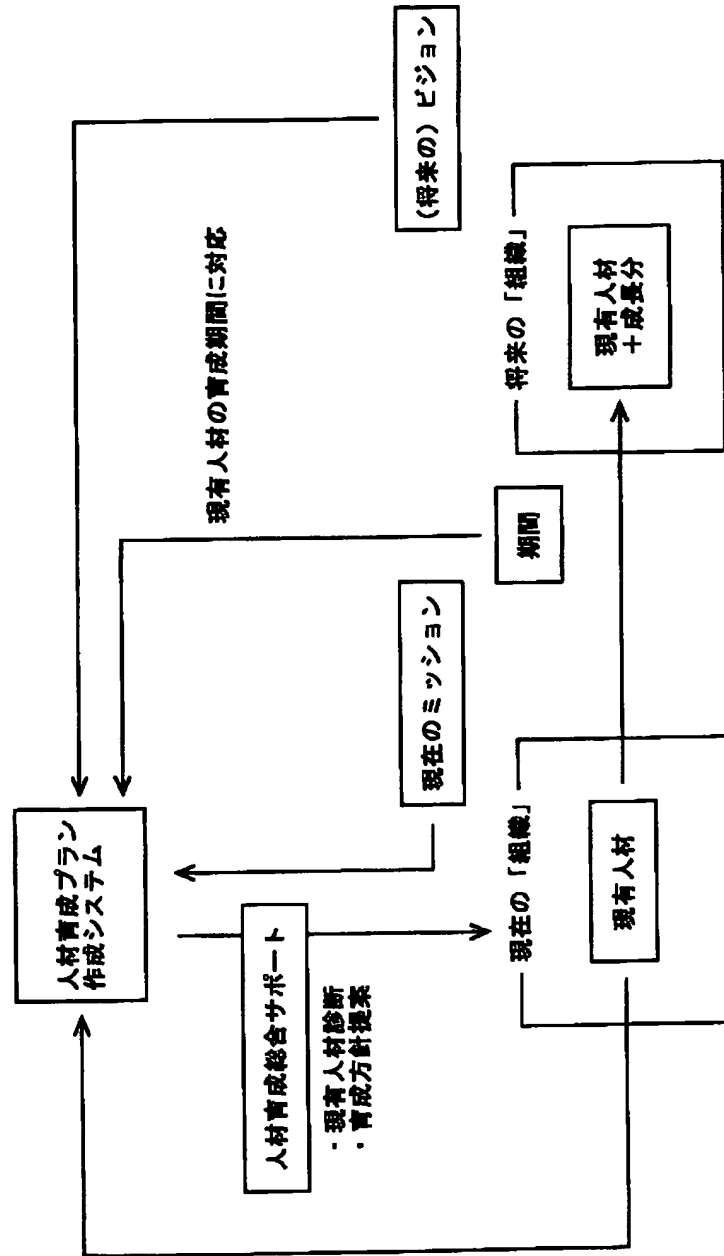 人材育成プラン
作成システム
人材育成総合サポート
・現有人材診断
・育成方針提案
現在のミッション
現有人材の育成期間に対応
(将来の) ビジョン
期間
現在の「組織」
現有人材
将来の「組織」
現有人材
＋成長分